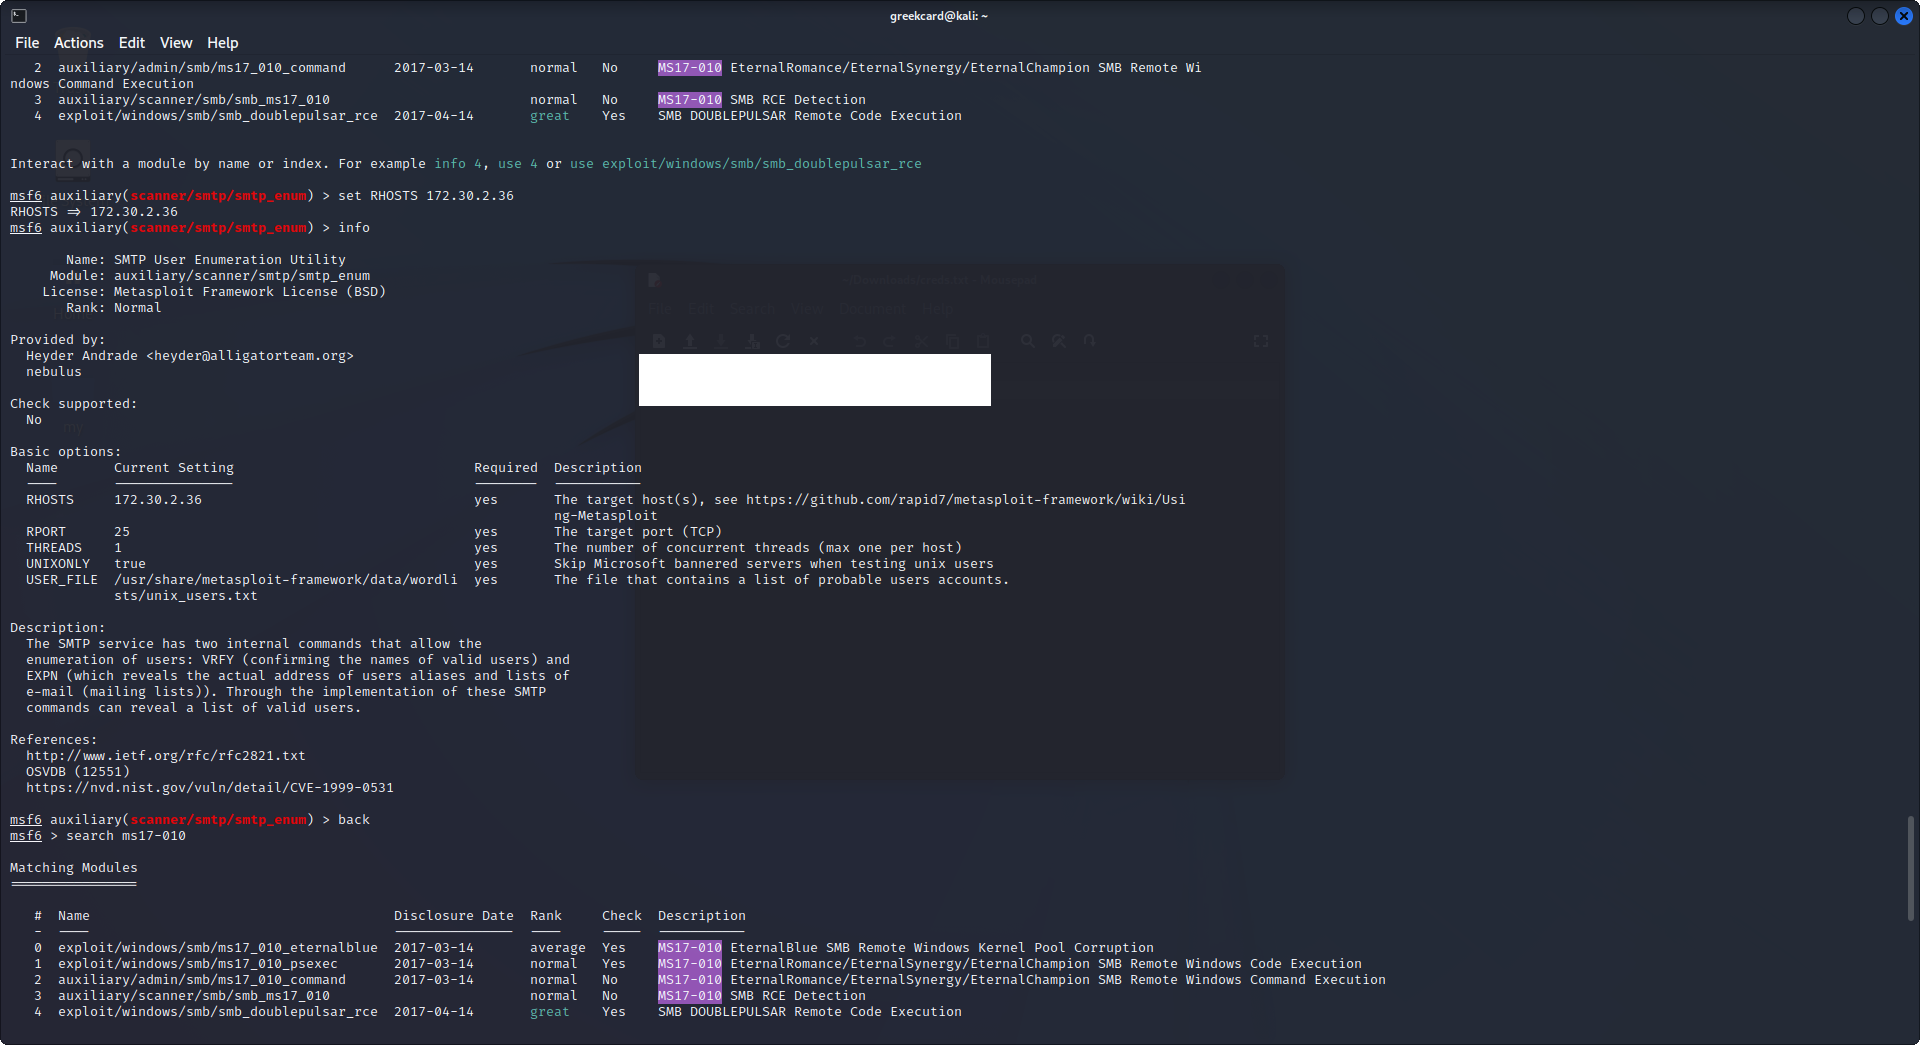 greekcard@kali: ~
File Actions Edit View Help
2 auxiliary/admin/smb/ms17_010_command 2017-03-14 normal No MS17-010 EternalRomance/EternalSynergy/EternalChampion SMB Remote Wi
ndows Command Execution
3 auxiliary/scanner/smb/smb_ms17_010 normal No MS17-010 SMB RCE Detection
4 exploit/windows/smb/smb_doublepulsar_rce 2017-04-14 great Yes SMB DOUBLEPULSAR Remote Code Execution
Interact with a module by name or index. For example info 4, use 4 or use exploit/windows/smb/smb_doublepulsar_rce
msf6 auxiliary(scanner/smtp/smtp_enum) > set RHOSTS 172.30.2.36
RHOSTS => 172.30.2.36
msf6 auxiliary(scanner/smtp/smtp_enum) > info
Name: SMTP User Enumeration Utility
Module: auxiliary/scanner/smtp/smtp_enum
License: Metasploit Framework License (BSD)
Rank: Normal
Provided by:
Heyder Andrade <heyder@alligatorteam.org>
nebulus
Check supported:
No
Basic options:
Name Current Setting Required Description
---- --------------- -------- -----------
RHOSTS 172.30.2.36 yes The target host(s), see https://github.com/rapid7/metasploit-framework/wiki/Usi
ng-Metasploit
RPORT 25 yes The target port (TCP)
THREADS 1 yes The number of concurrent threads (max one per host)
UNIXONLY true yes Skip Microsoft bannered servers when testing unix users
USER_FILE /usr/share/metasploit-framework/data/wordli yes The file that contains a list of probable users accounts.
sts/unix_users.txt
Description:
The SMTP service has two internal commands that allow the
enumeration of users: VRFY (confirming the names of valid users) and
EXPN (which reveals the actual address of users aliases and lists of
e-mail (mailing lists)). Through the implementation of these SMTP
commands can reveal a list of valid users.
References:
http://www.ietf.org/rfc/rfc2821.txt
OSVDB (12551)
https://nvd.nist.gov/vuln/detail/CVE-1999-0531
msf6 auxiliary(scanner/smtp/smtp_enum) > back
msf6 > search ms17-010
Matching Modules
================
# Name Disclosure Date Rank Check Description
- ---- --------------- ---- ----- -----------
0 exploit/windows/smb/ms17_010_eternalblue 2017-03-14 average Yes MS17-010 EternalBlue SMB Remote Windows Kernel Pool Corruption
1 exploit/windows/smb/ms17_010_psexec 2017-03-14 normal Yes MS17-010 EternalRomance/EternalSynergy/EternalChampion SMB Remote Windows Code Execution
2 auxiliary/admin/smb/ms17_010_command 2017-03-14 normal No MS17-010 EternalRomance/EternalSynergy/EternalChampion SMB Remote Windows Command Execution
3 auxiliary/scanner/smb/smb_ms17_010 normal No MS17-010 SMB RCE Detection
4 exploit/windows/smb/smb_doublepulsar_rce 2017-04-14 great Yes SMB DOUBLEPULSAR Remote Code Execution
File Edit Search View Document Help